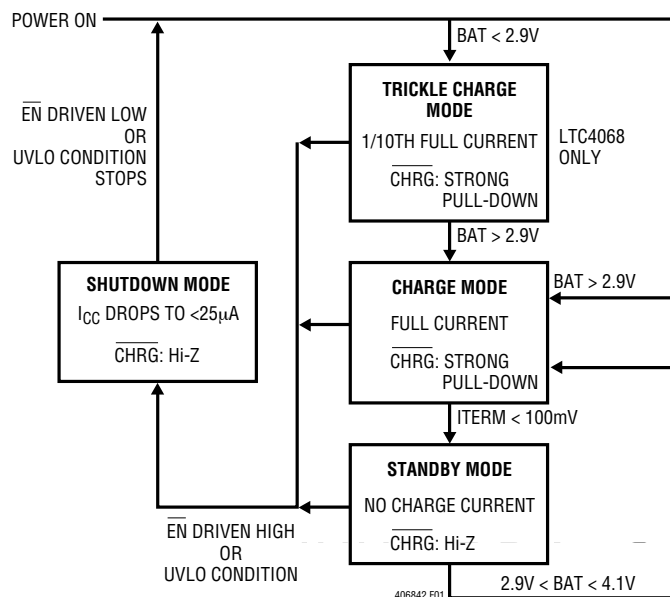 POWER ON
BAT < 2.9V
TRICKLE CHARGE
MODE
1/10TH FULL CURRENT
CHRG: STRONG
PULL-DOWN
LTC4068
ONLY
EN DRIVEN LOW
OR
UVLO CONDITION
STOPS
BAT > 2.9V
SHUTDOWN MODE
ICC DROPS TO <25μA
CHRG: Hi-Z
CHARGE MODE
FULL CURRENT
CHRG: STRONG
PULL-DOWN
BAT > 2.9V
ITERM < 100mV
STANDBY MODE
NO CHARGE CURRENT
CHRG: Hi-Z
EN DRIVEN HIGH
OR
UVLO CONDITION
406842 F01
2.9V < BAT < 4.1V